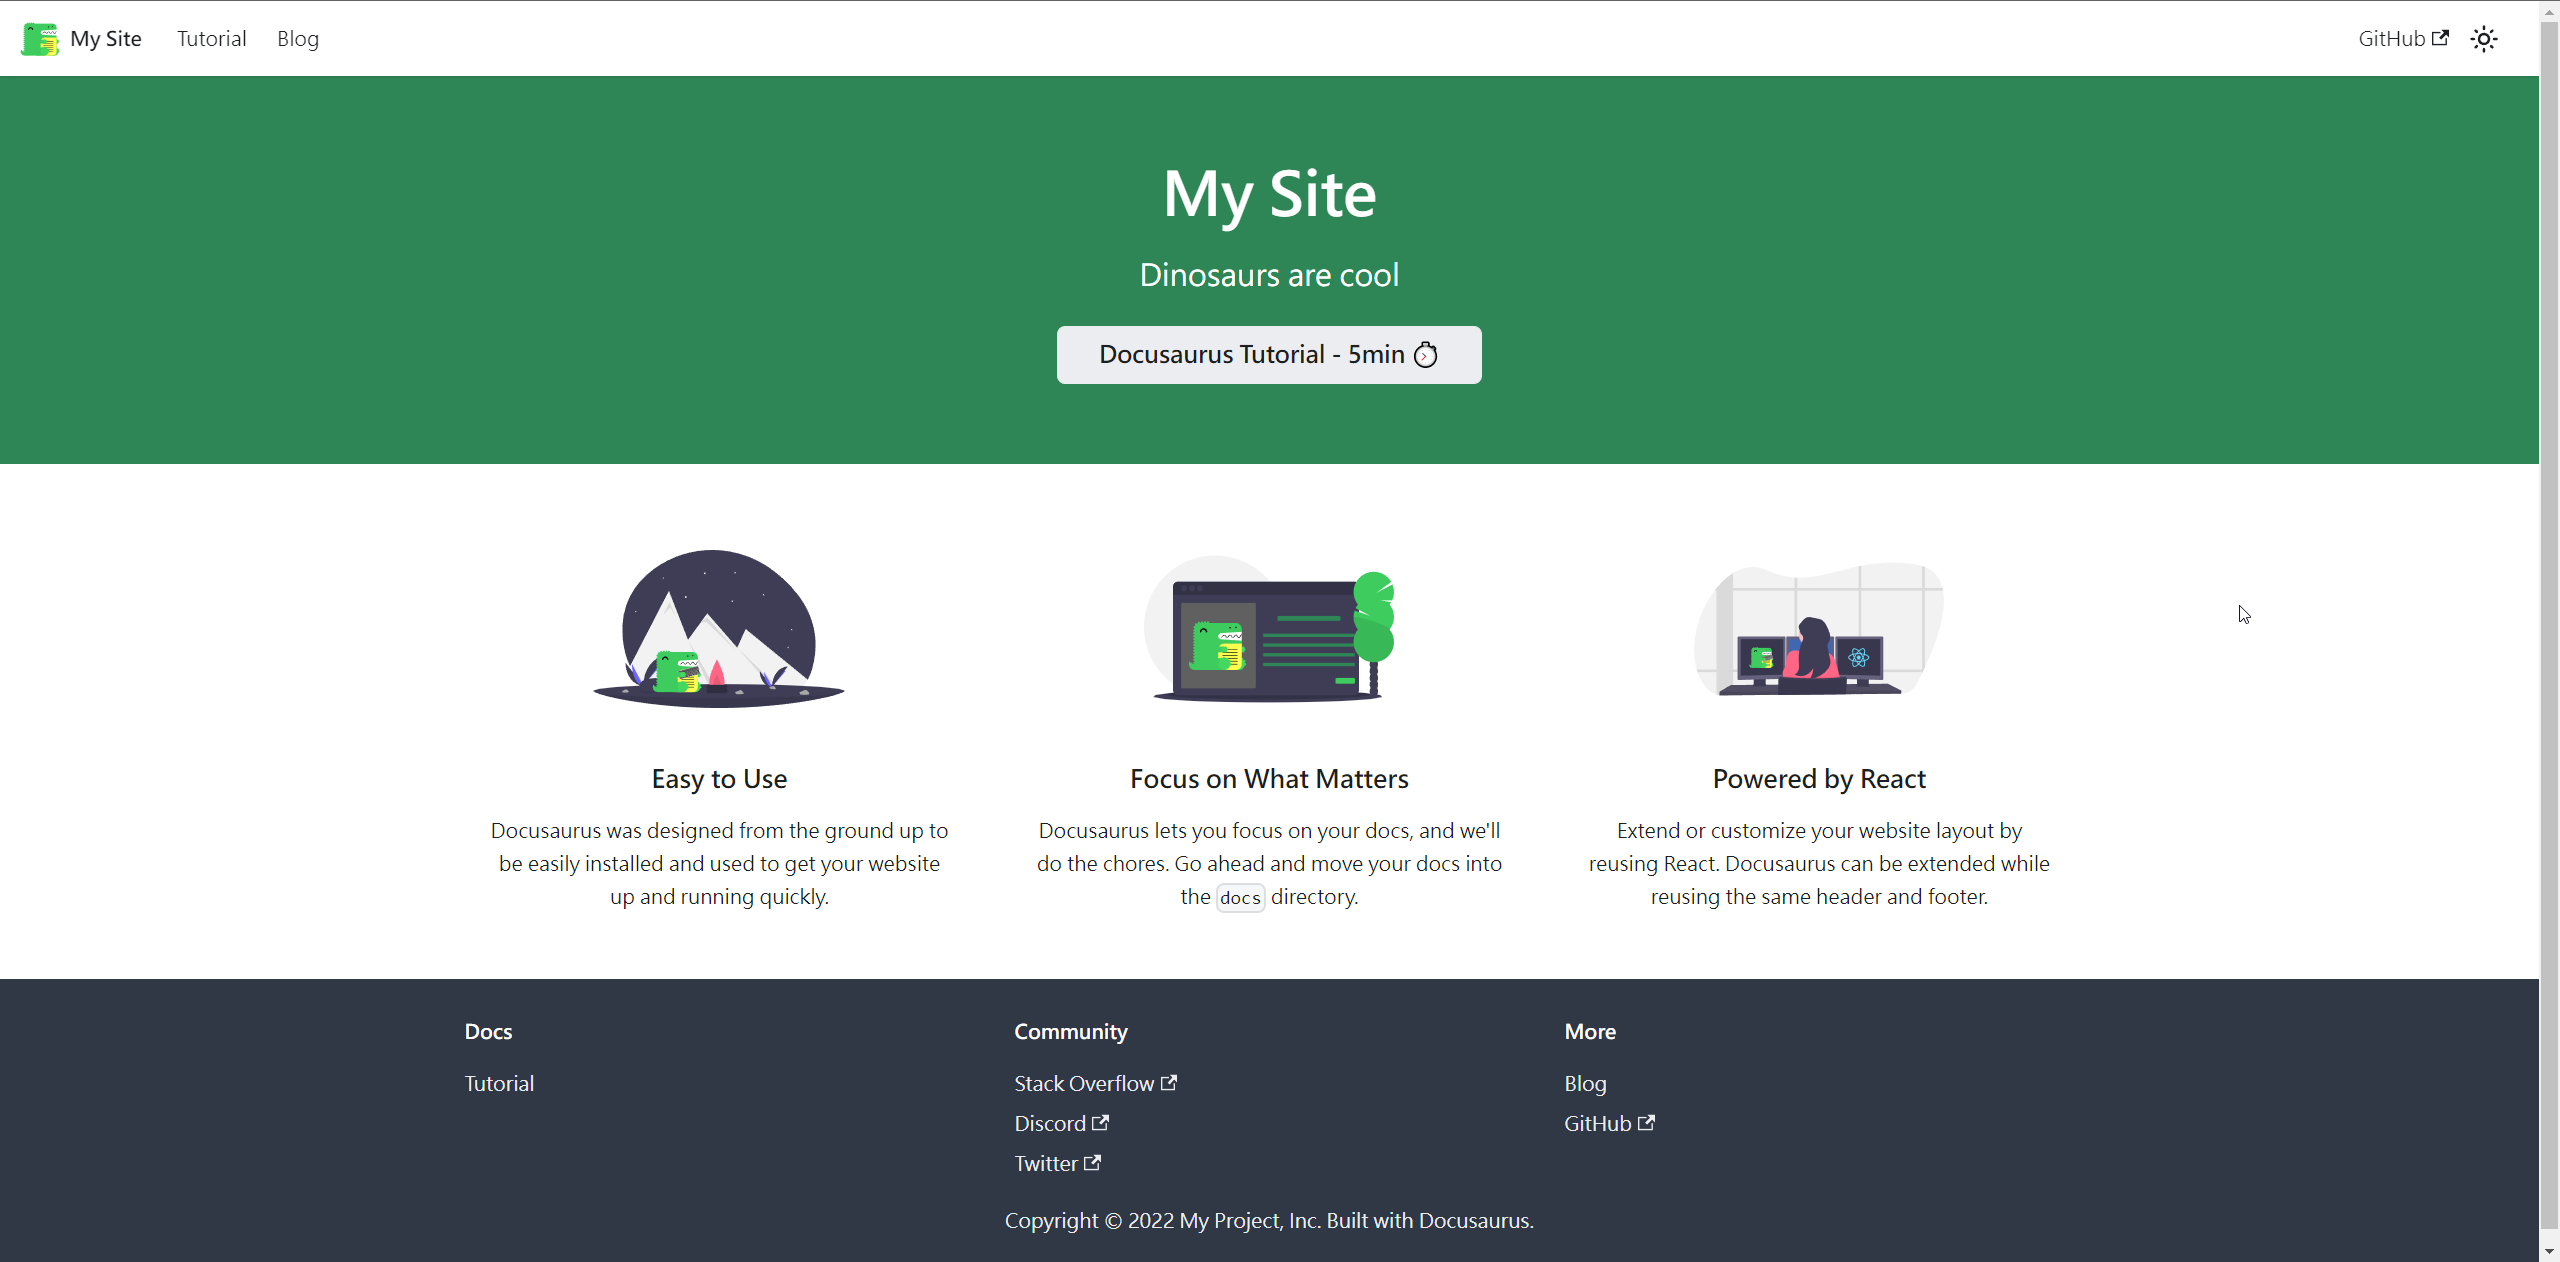 My Site
Tutorial
Blog
GitHub
My Site
Dinosaurs are cool
Docusaurus Tutorial - 5min ⏱️
Easy to Use
Docusaurus was designed from the ground up to
be easily installed and used to get your website
up and running quickly.
Focus on What Matters
Docusaurus lets you focus on your docs, and we'll
do the chores. Go ahead and move your docs into
the docs directory.
Powered by React
Extend or customize your website layout by
reusing React. Docusaurus can be extended while
reusing the same header and footer.
Docs
Tutorial
Community
Stack Overflow
Discord
Twitter
More
Blog
GitHub
Copyright © 2022 My Project, Inc. Built with Docusaurus.